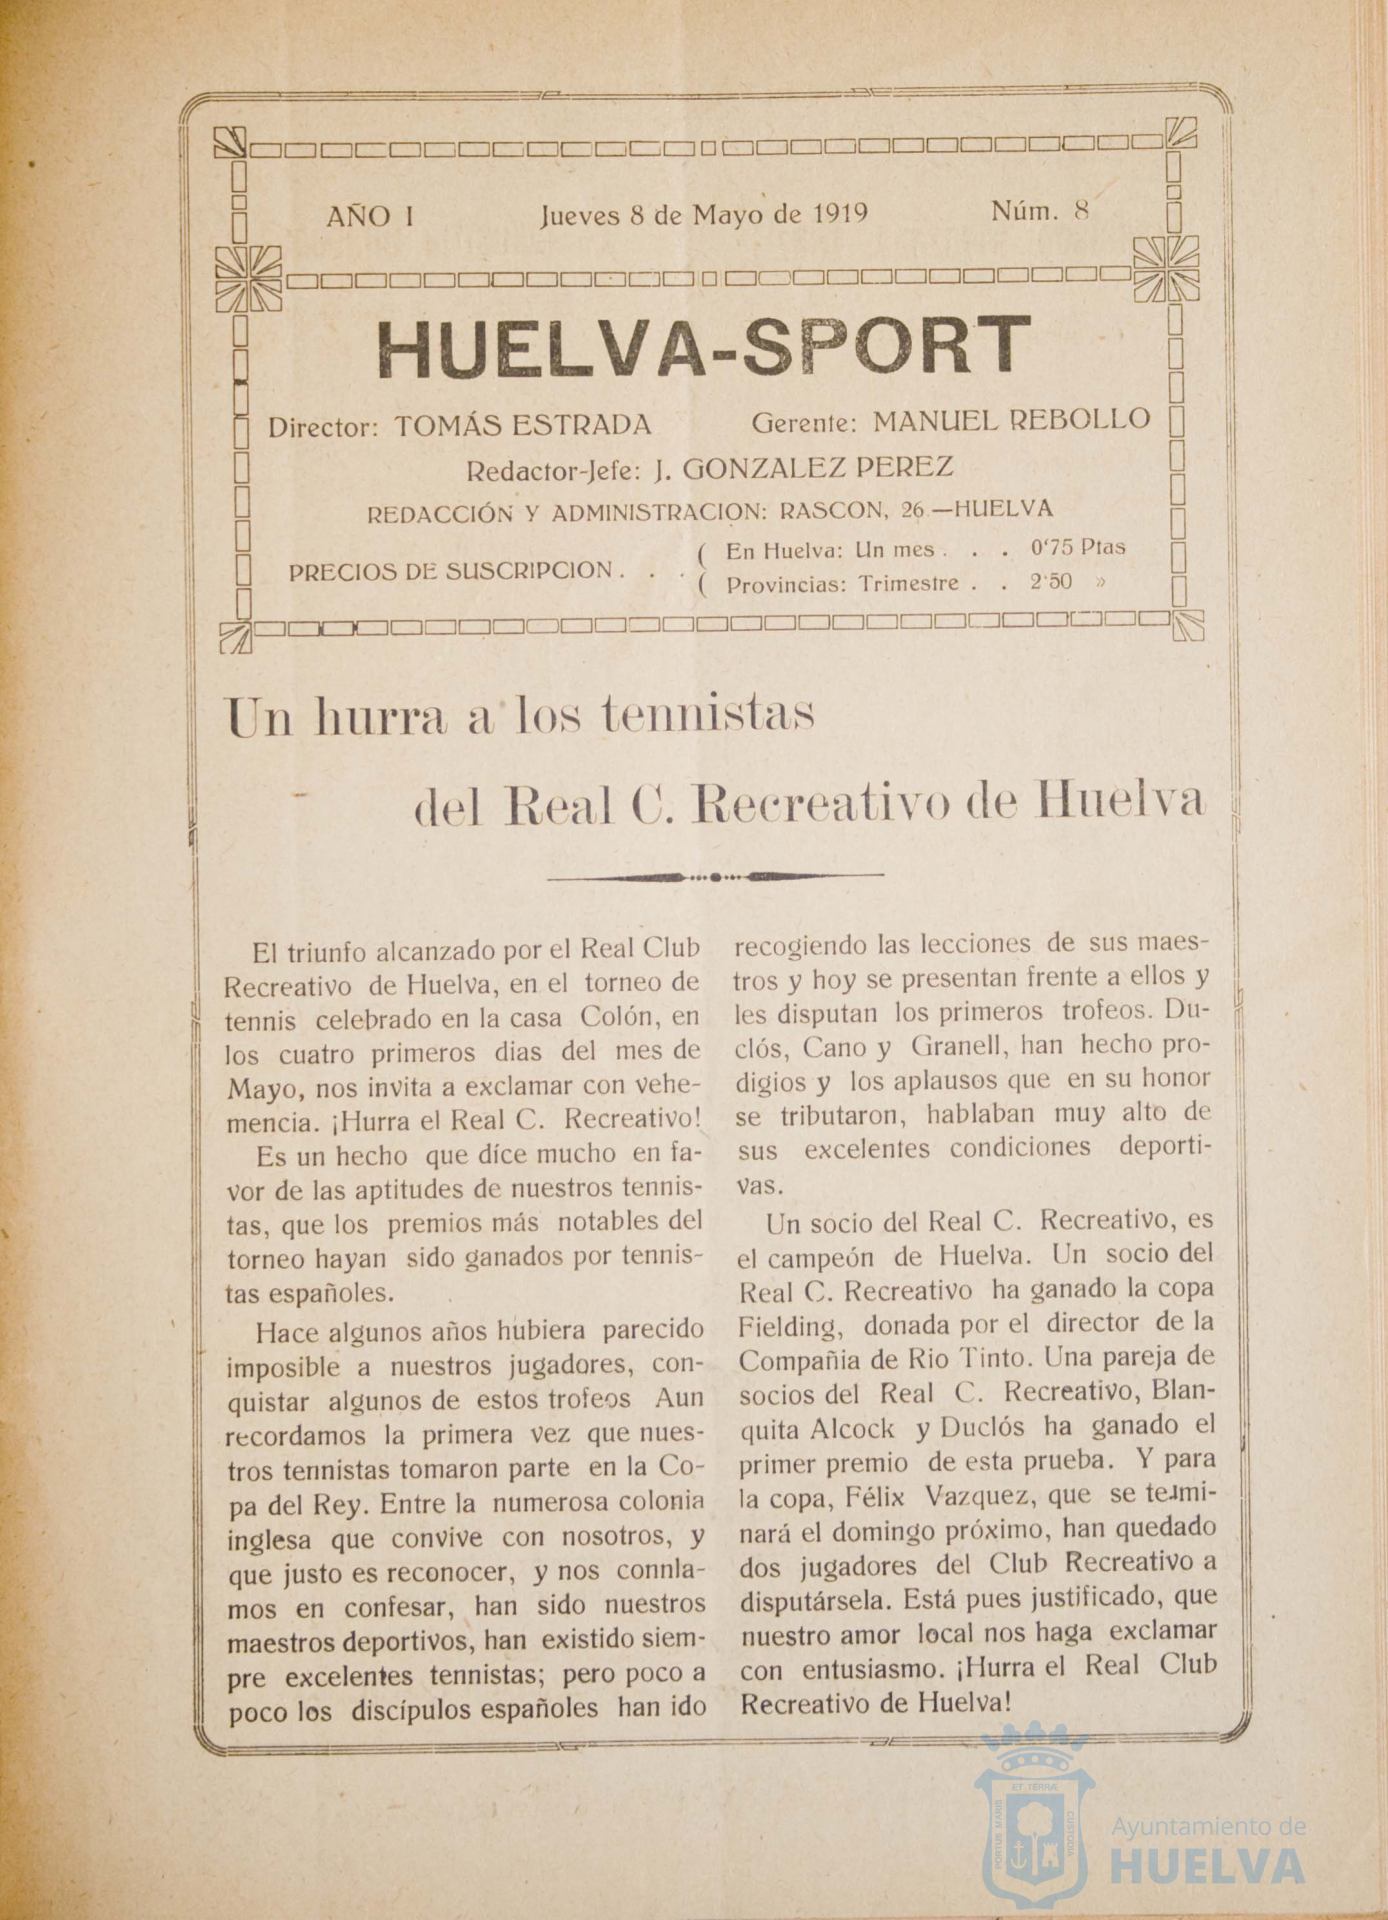 AÑO I Jueves 8 de Mayo de 1919 Núm. 8
HUELVA-SPORT
Director: TOMÁS ESTRADA Gerente: MANUEL REBOLLO
Redactor-Jefe: J. GONZALEZ PEREZ
REDACCIÓN Y ADMINISTRACION: RASCON, 26.—HUELVA
PRECIOS DE SUSCRIPCION . . .
( En Huelva: Un mes . . . 0'75 Ptas
( Provincias: Trimestre . . 2'50 »
Un hurra a los tennistas
del Real C. Recreativo de Huelva
El triunfo alcanzado por el Real Club
Recreativo de Huelva, en el torneo de
tennis celebrado en la casa Colón, en
los cuatro primeros dias del mes de
Mayo, nos invita a exclamar con vehe-
mencia. ¡Hurra el Real C. Recreativo!
Es un hecho que díce mucho en fa-
vor de las aptitudes de nuestros tennis-
tas, que los premios más notables del
torneo hayan sido ganados por tennis-
tas españoles.
Hace algunos años hubiera parecido
imposible a nuestros jugadores, con-
quistar algunos de estos trofeos Aun
recordamos la primera vez que nues-
tros tennistas tomaron parte en la Co-
pa del Rey. Entre la numerosa colonia
inglesa que convive con nosotros, y
que justo es reconocer, y nos connla-
mos en confesar, han sido nuestros
maestros deportivos, han existido siem-
pre excelentes tennistas; pero poco a
poco los discípulos españoles han ido
recogiendo las lecciones de sus maes-
tros y hoy se presentan frente a ellos y
les disputan los primeros trofeos. Du-
clós, Cano y Granell, han hecho pro-
digios y los aplausos que en su honor
se tributaron, hablaban muy alto de
sus excelentes condiciones deporti-
vas.
Un socio del Real C. Recreativo, es
el campeón de Huelva. Un socio del
Real C. Recreativo ha ganado la copa
Fielding, donada por el director de la
Compañia de Rio Tinto. Una pareja de
socios del Real C. Recreativo, Blan-
quita Alcock y Duclós ha ganado el
primer premio de esta prueba. Y para
la copa, Félix Vazquez, que se termi-
nará el domingo próximo, han quedado
dos jugadores del Club Recreativo a
disputársela. Está pues justificado, que
nuestro amor local nos haga exclamar
con entusiasmo. ¡Hurra el Real Club
Recreativo de Huelva!
ET TERRÆ
PORTUS MARIS
CUSTODIA
Ayuntamiento de
HUELVA